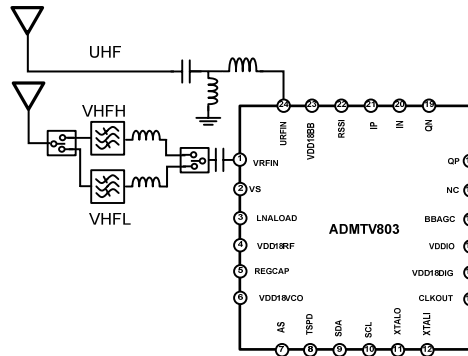 UHF
VHFH
VHFL
24 23 22 21 20 19
URFIN VDD18BB RSSI IP IN QN
1 VRFIN
2 VS
3 LNALOAD
4 VDD18RF
5 REGCAP
6 VDD18VCO
ADMTV803
QP
NC
BBAGC
VDDIO
VDD18DIG
CLKOUT
AS TSPD SDA SCL XTALO XTALI
7 8 9 10 11 12